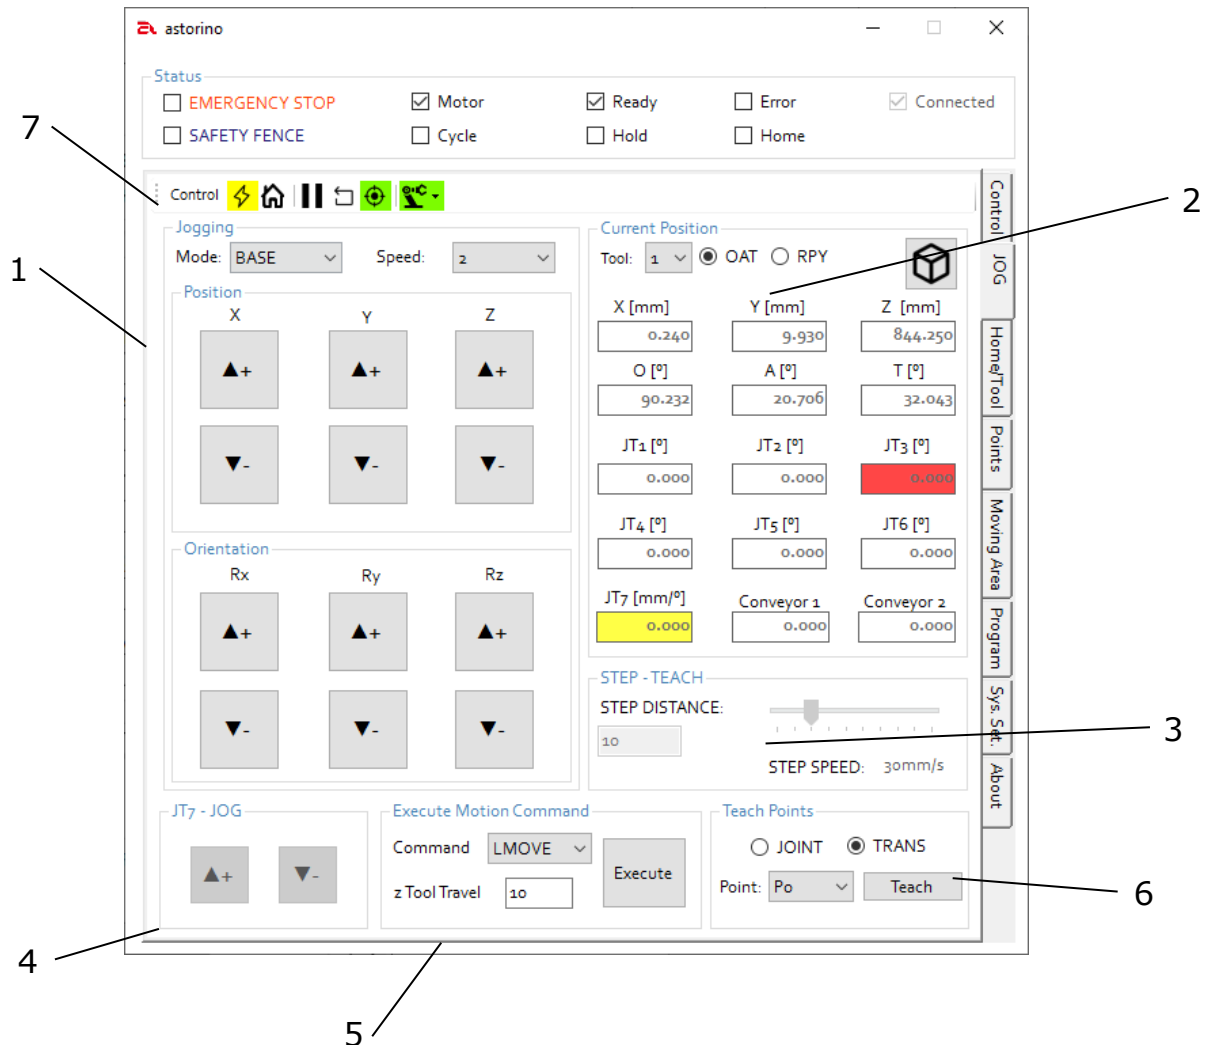 astorino
Status
EMERGENCY STOP Motor Ready Error Connected
SAFETY FENCE Cycle Hold Home
7
Control
Control
2
Jogging
Mode: BASE Speed: 2
Current Position
Tool: 1 OAT RPY
JOG
1
Position
X Y Z
+ + +
- - -
X [mm] Y [mm] Z [mm]
0.240 9.930 844.250
O [º] A [º] T [º]
90.232 20.706 32.043
JT1 [º] JT2 [º] JT3 [º]
0.000 0.000 0.000
JT4 [º] JT5 [º] JT6 [º]
0.000 0.000 0.000
JT7 [mm/º] Conveyor 1 Conveyor 2
0.000 0.000 0.000
Home/Tool
Points
Moving Area
Program
Sys. Set.
About
Orientation
Rx Ry Rz
+ + +
- - -
STEP - TEACH
STEP DISTANCE:
10
STEP SPEED: 30mm/s
3
JT7 - JOG
+ -
Execute Motion Command
Command LMOVE
z Tool Travel 10
Execute
Teach Points
JOINT TRANS
Point: Po Teach
6
4
5